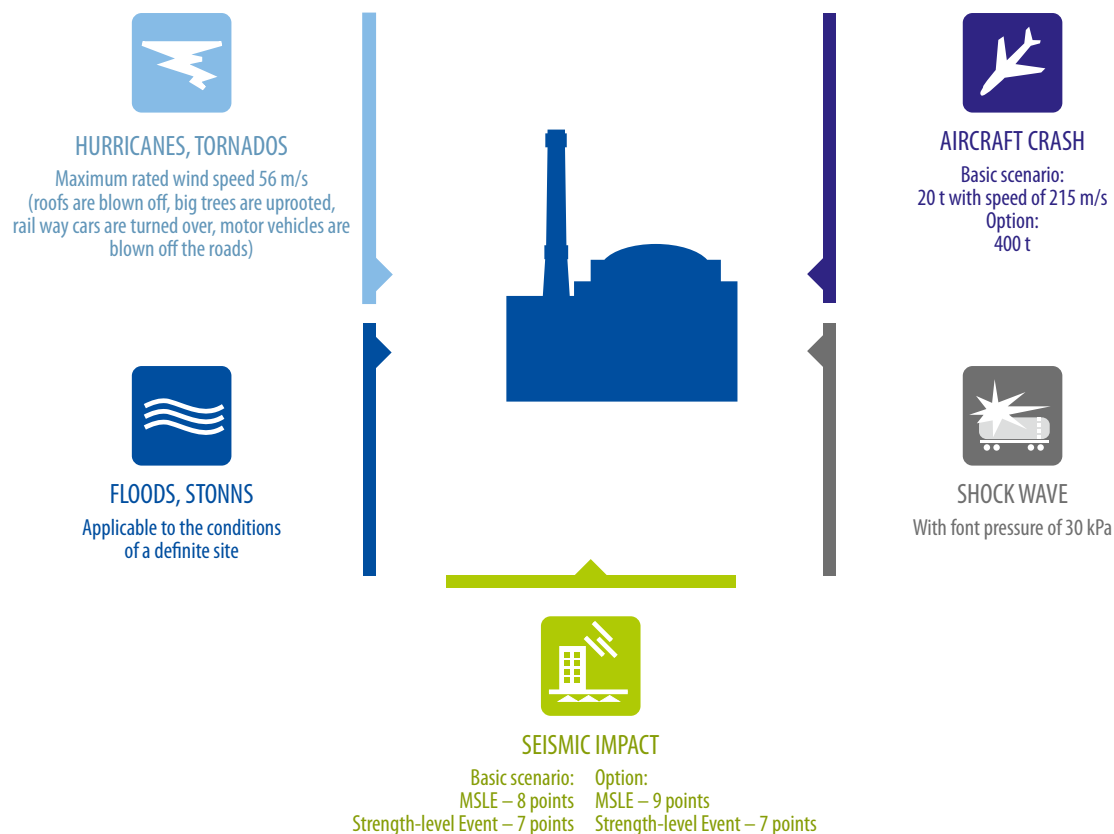 HURRICANES, TORNADOS
Maximum rated wind speed 56 m/s
(roofs are blown off, big trees are uprooted,
rail way cars are turned over, motor vehicles are
blown off the roads)
FLOODS, STONNS
Applicable to the conditions
of a definite site
AIRCRAFT CRASH
Basic scenario:
20 t with speed of 215 m/s
Option:
400 t
SHOCK WAVE
With font pressure of 30 kPa
SEISMIC IMPACT
Basic scenario:
MSLE – 8 points
Strength-level Event – 7 points
Option:
MSLE – 9 points
Strength-level Event – 7 points